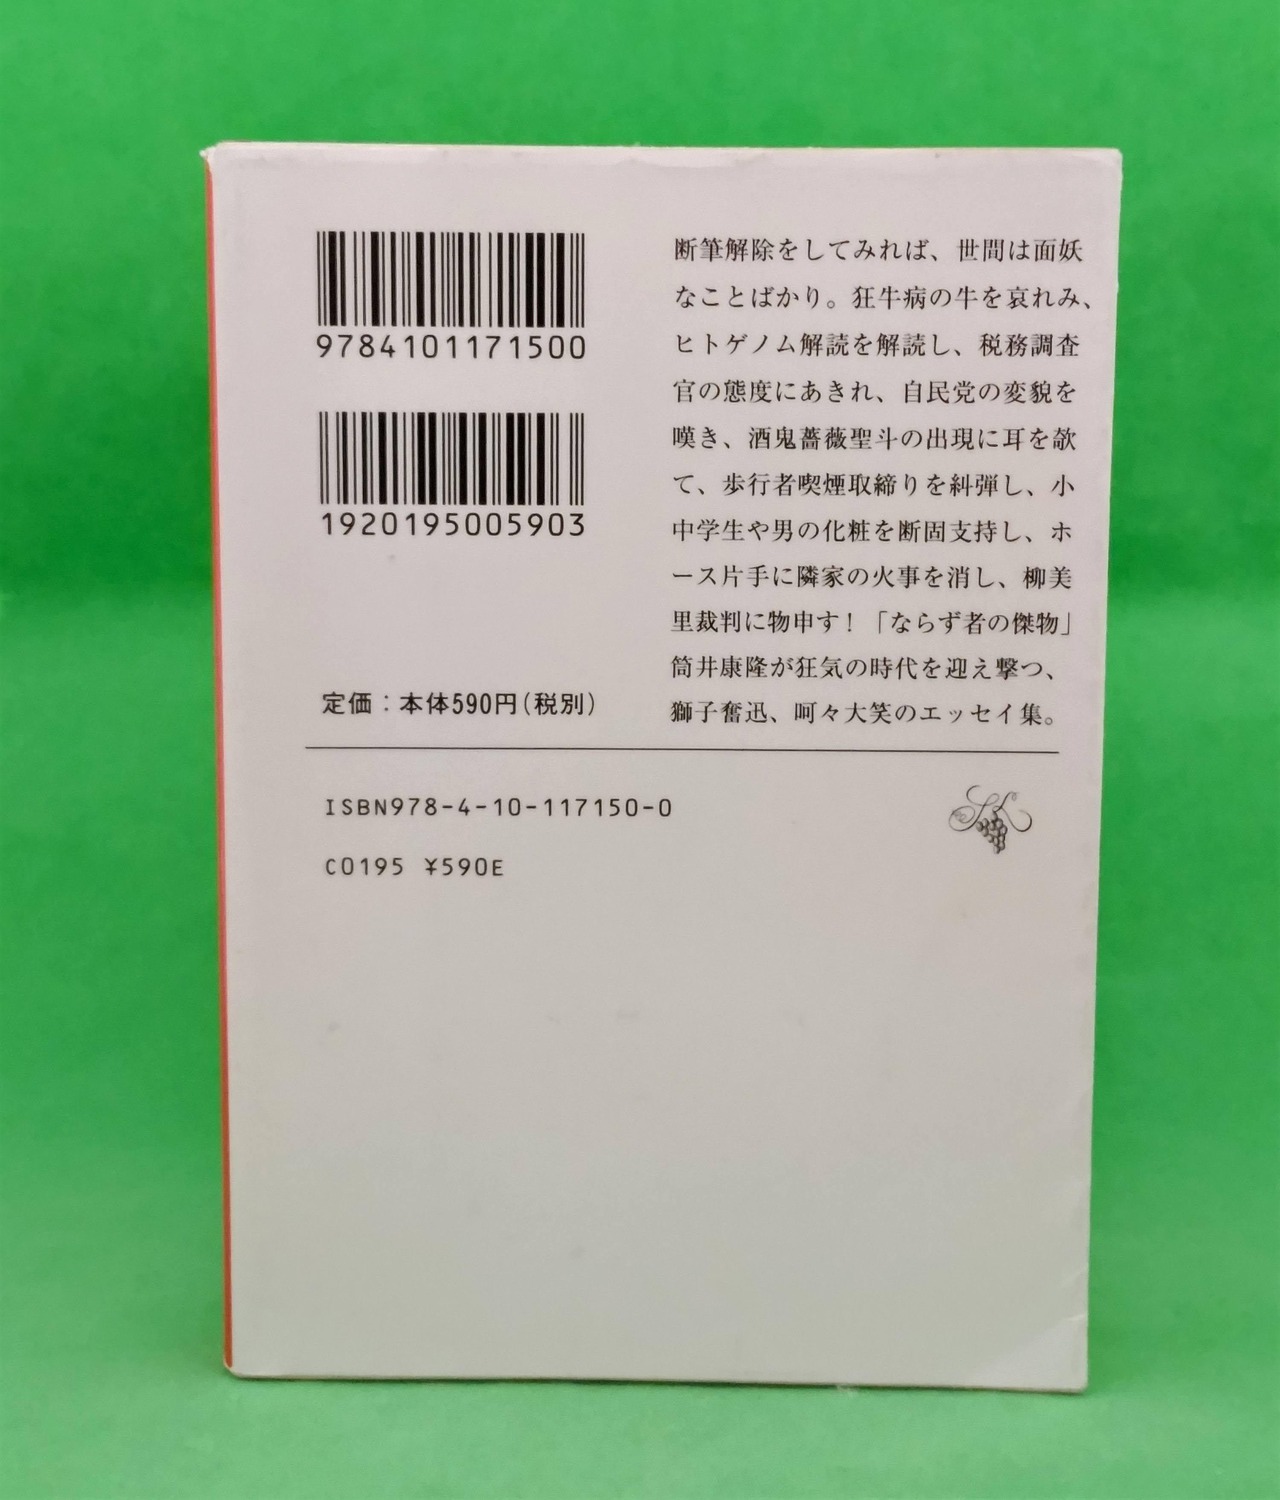 9784101171500
1920195005903
定価：本体590円（税別）
断筆解除をしてみれば、世間は面妖
なことばかり。狂牛病の牛を哀れみ、
ヒトゲノム解読を解読し、税務調査
官の態度にあきれ、自民党の変貌を
嘆き、酒鬼薔薇聖斗の出現に耳を欹
て、歩行者喫煙取締りを糾弾し、小
中学生や男の化粧を断固支持し、ホ
ース片手に隣家の火事を消し、柳美
里裁判に物申す！「ならず者の傑物」
筒井康隆が狂気の時代を迎え撃つ、
獅子奮迅、呵々大笑のエッセイ集。
ISBN978-4-10-117150-0
C0195 ¥590E